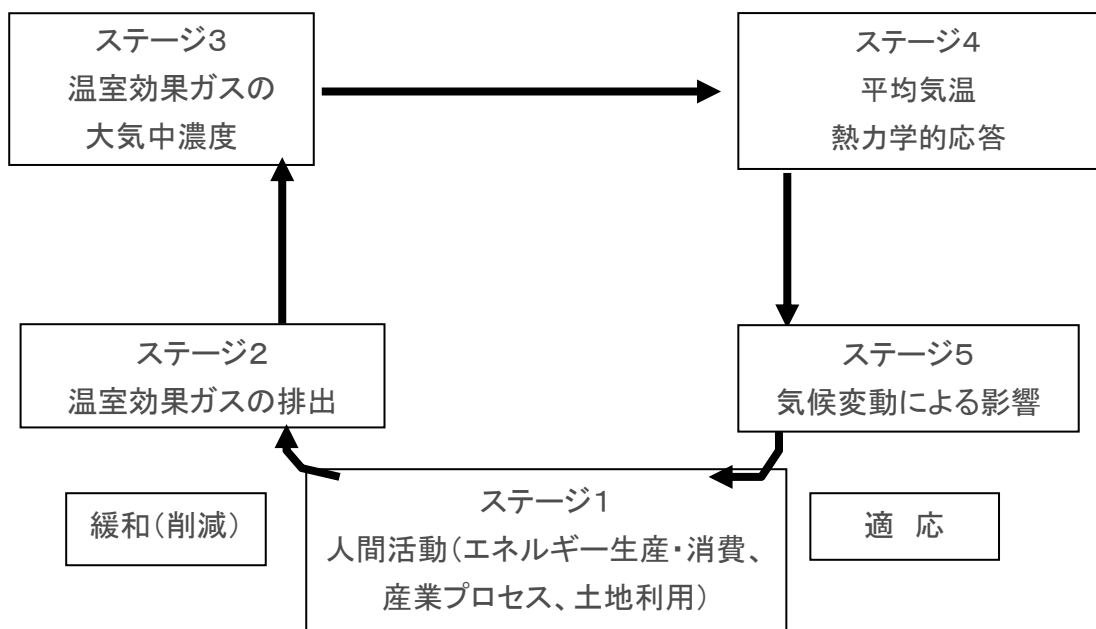 ステージ3
温室効果ガスの
大気中濃度
ステージ4
平均気温
熱力学的応答
ステージ2
温室効果ガスの排出
ステージ5
気候変動による影響
緩和(削減)
ステージ1
人間活動(エネルギー生産・消費、
産業プロセス、土地利用)
適 応